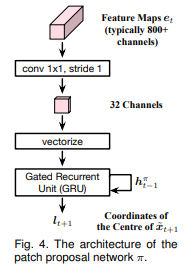 Feature Maps e_t
(typically 800+
channels)
conv 1x1, stride 1
32 Channels
vectorize
Gated Recurrent
Unit (GRU)
h^π_{t−1}
l_{t+1}
Coordinates of
the Centre of x̃_{t+1}
Fig. 4. The architecture of the
patch proposal network π.